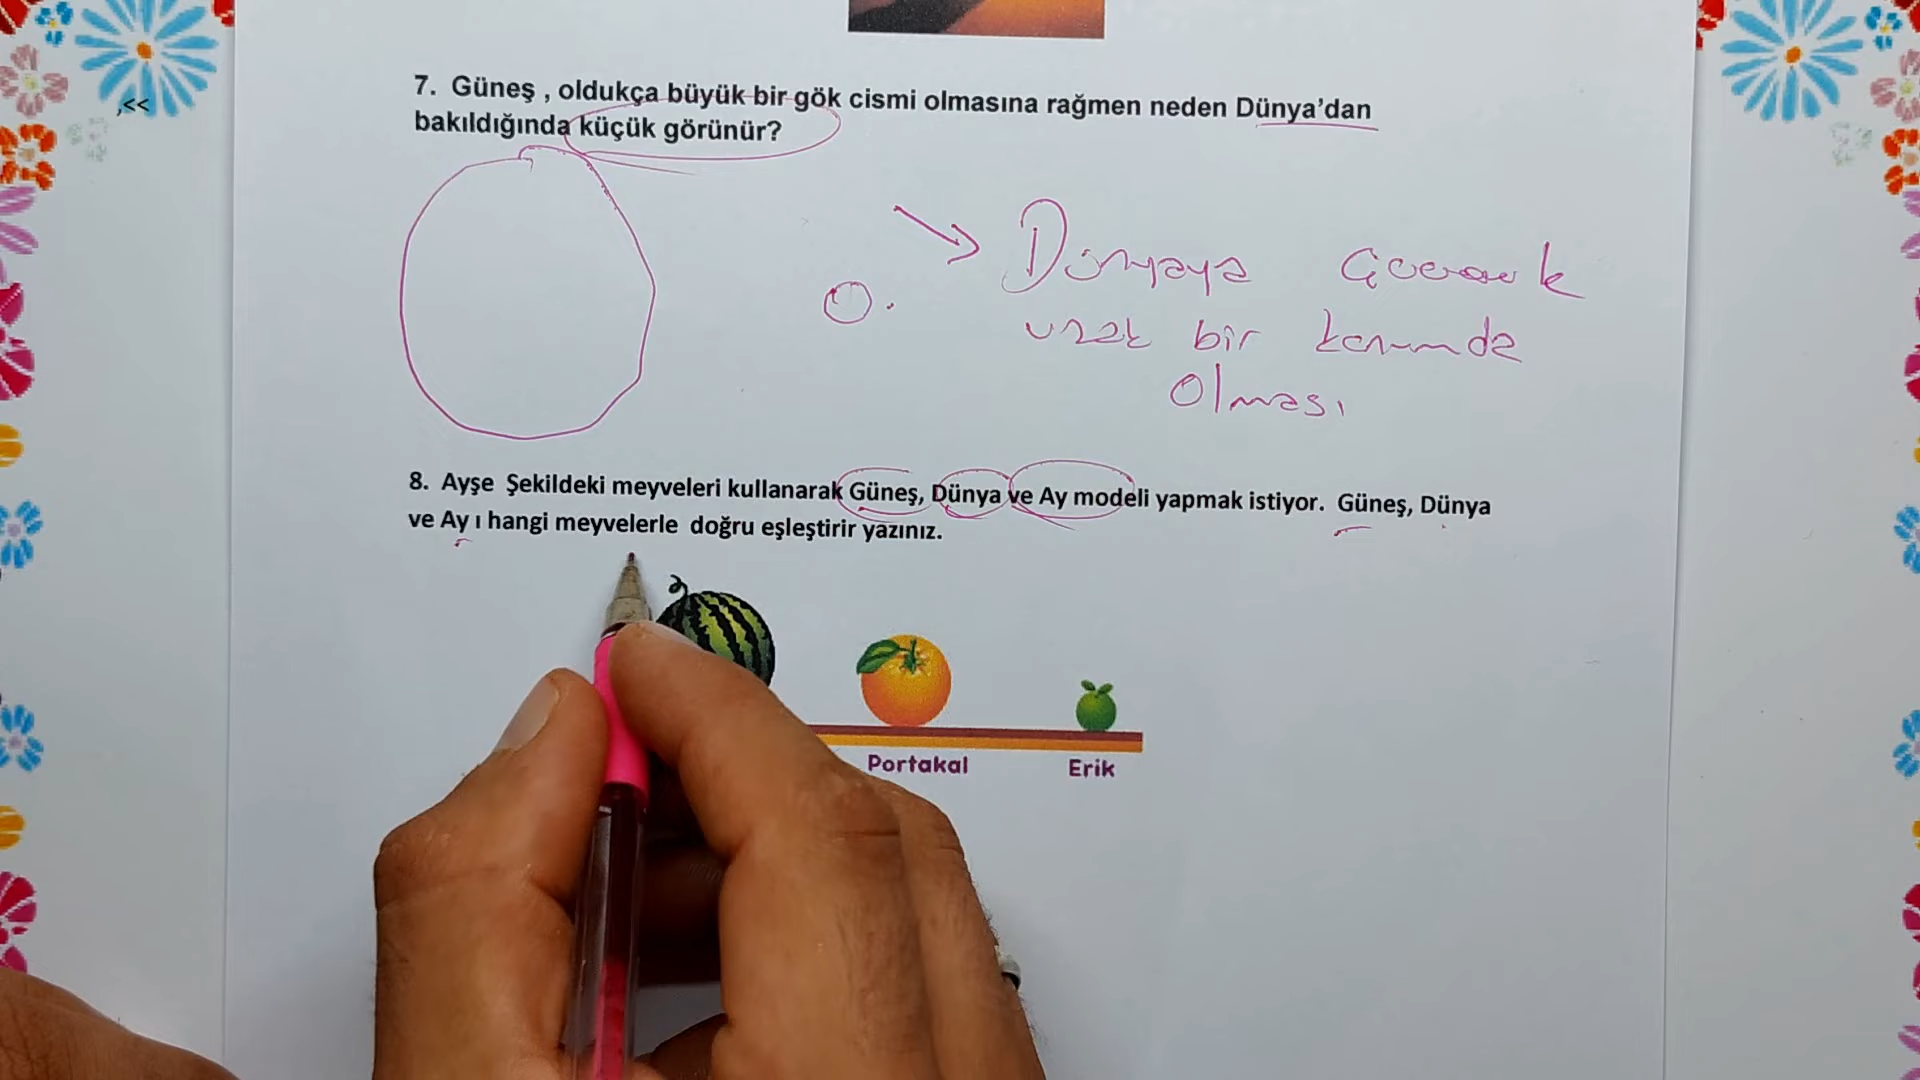 ,<<
7. Güneş , oldukça büyük bir gök cismi olmasına rağmen neden Dünya’dan
bakıldığında küçük görünür?
Dünyaya Çoook
uzak bir konumda
Olması
8. Ayşe Şekildeki meyveleri kullanarak Güneş, Dünya ve Ay modeli yapmak istiyor. Güneş, Dünya
ve Ay ı hangi meyvelerle doğru eşleştirir yazınız.
Portakal
Erik